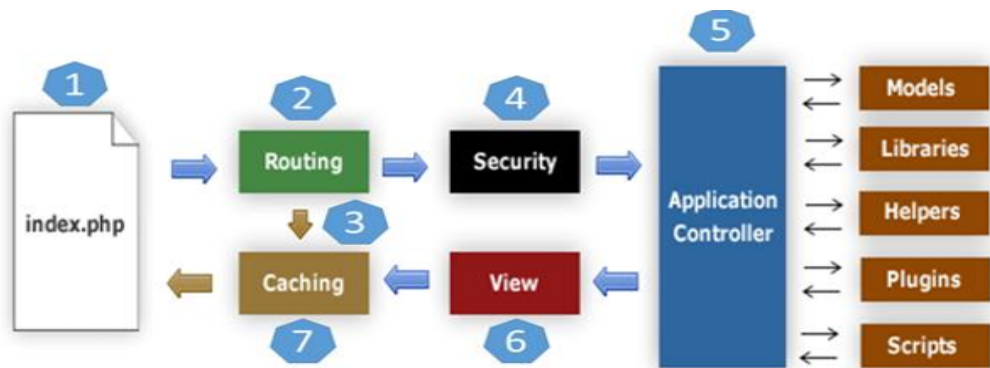 1
2
3
4
5
6
7
index.php
Routing
Security
Caching
View
Application
Controller
Models
Libraries
Helpers
Plugins
Scripts